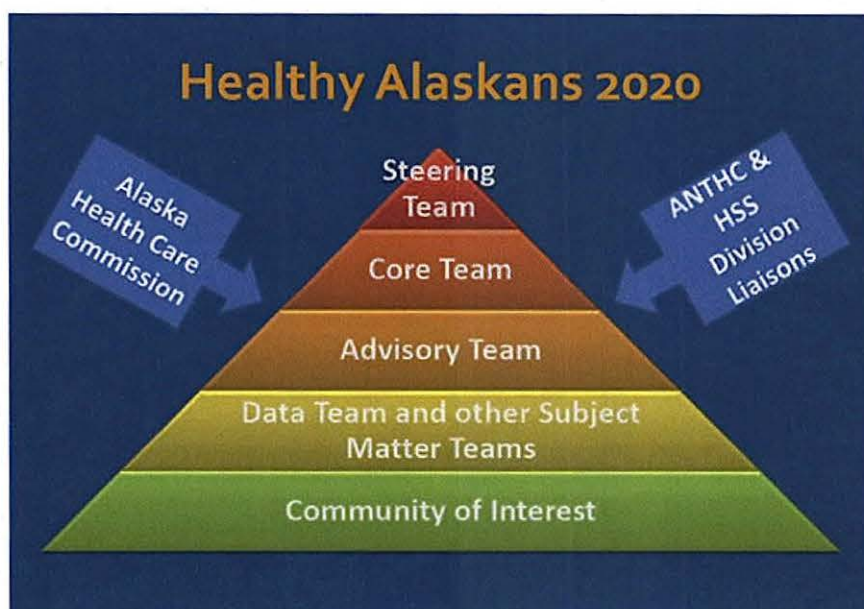 Healthy Alaskans 2020
Alaska
Health Care
Commission
ANTHC &
HSS
Division
Liaisons
Steering
Team
Core Team
Advisory Team
Data Team and other Subject
Matter Teams
Community of Interest